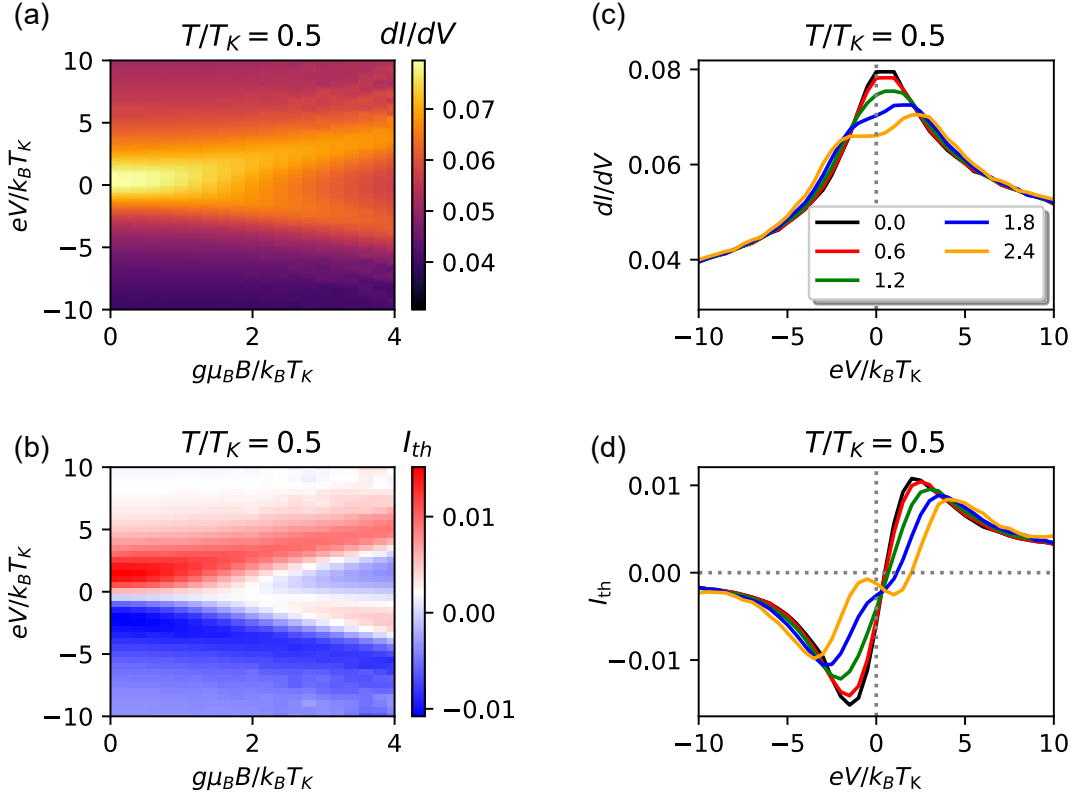 (a)
T/T_K = 0.5
dI/dV
10
5
0
−5
−10
eV/k_BT_K
0
2
4
gμ_BB/k_BT_K
0.07
0.06
0.05
0.04
(c)
T/T_K = 0.5
0.08
0.06
0.04
dI/dV
0.0
0.6
1.2
1.8
2.4
−10
−5
0
5
10
eV/k_BT_K
(b)
T/T_K = 0.5
I_th
10
5
0
−5
−10
eV/k_BT_K
0
2
4
gμ_BB/k_BT_K
0.01
0.00
−0.01
(d)
T/T_K = 0.5
0.01
0.00
−0.01
I_th
−10
−5
0
5
10
eV/k_BT_K